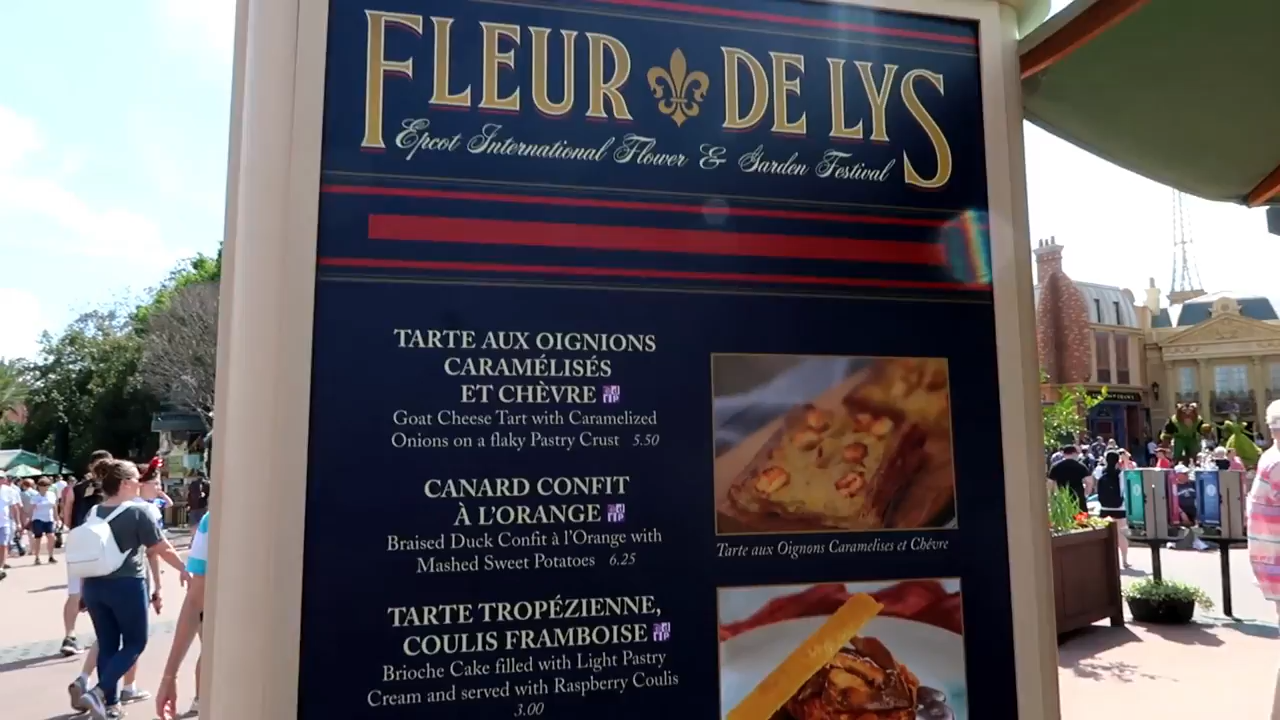 FLEUR DE LYS
Epcot International Flower & Garden Festival
TARTE AUX OIGNIONS
CARAMÉLISÉS
ET CHÈVRE
Goat Cheese Tart with Caramelized
Onions on a flaky Pastry Crust 5.50
CANARD CONFIT
À L'ORANGE
Braised Duck Confit à l'Orange with
Mashed Sweet Potatoes 6.25
TARTE TROPÉZIENNE,
COULIS FRAMBOISE
Brioche Cake filled with Light Pastry
Cream and served with Raspberry Coulis
3.00
Tarte aux Oignons Caramelises et Chévre